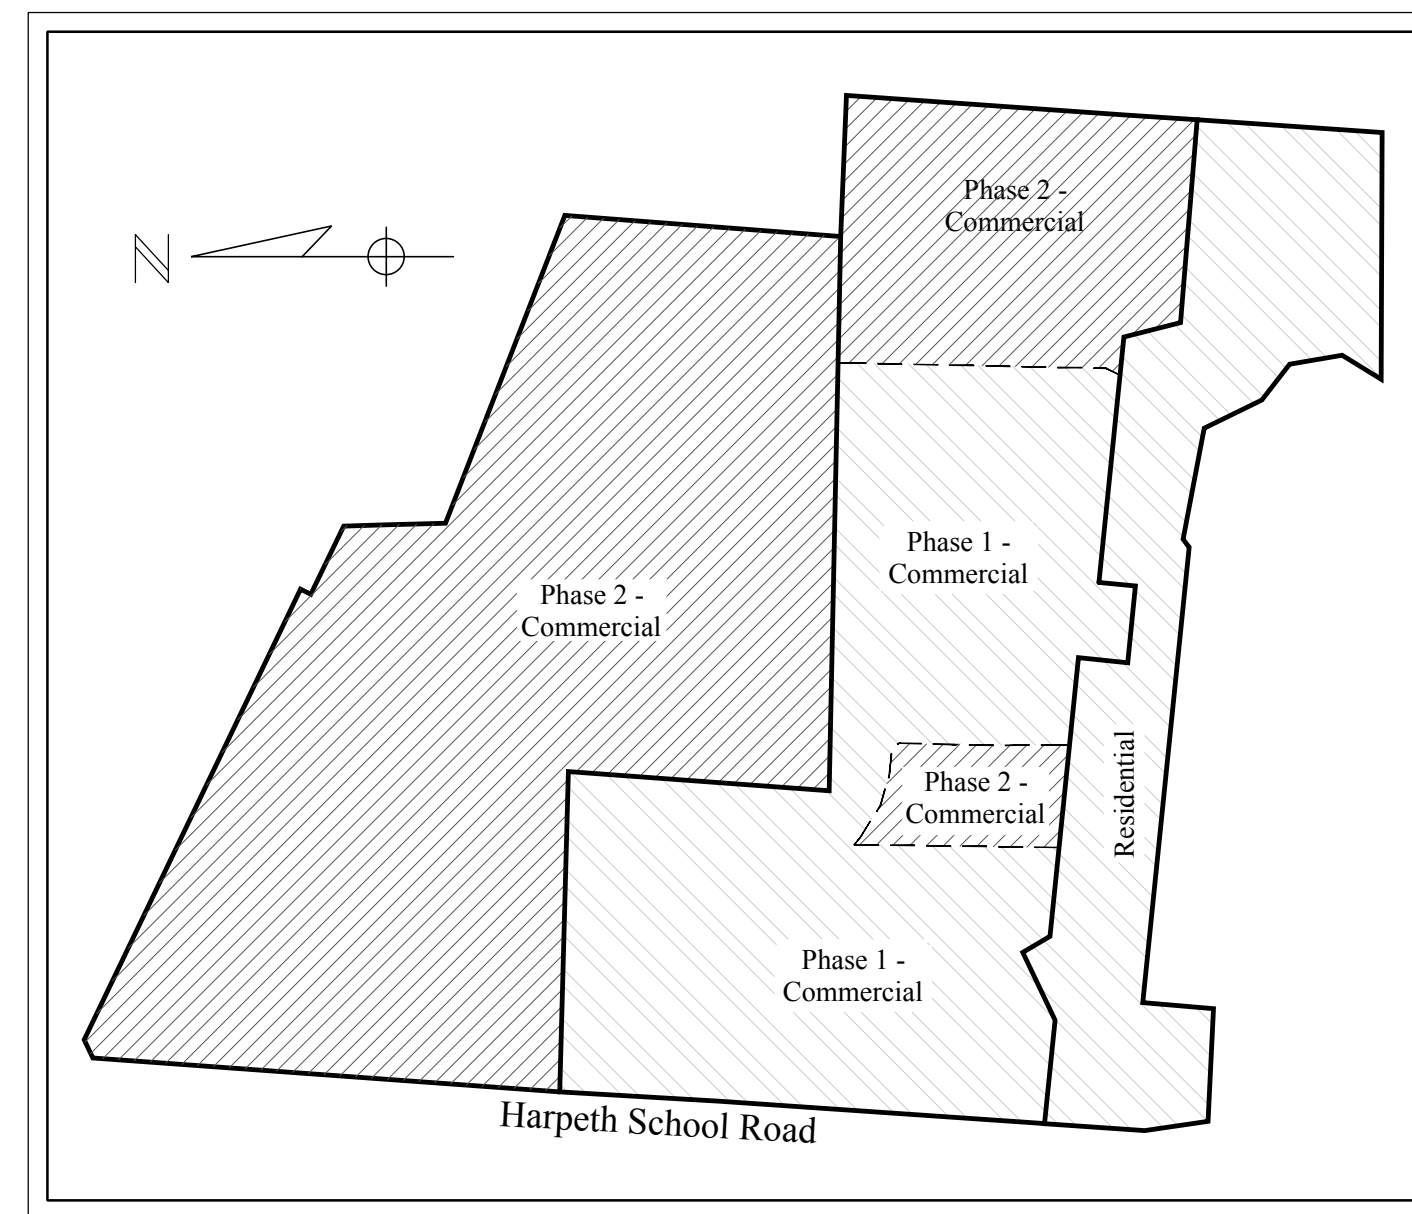 Phase 2 -
Commercial
N
Phase 1 -
Commercial
Phase 2 -
Commercial
Phase 2 -
Commercial
Residential
Phase 1 -
Commercial
Harpeth School Road